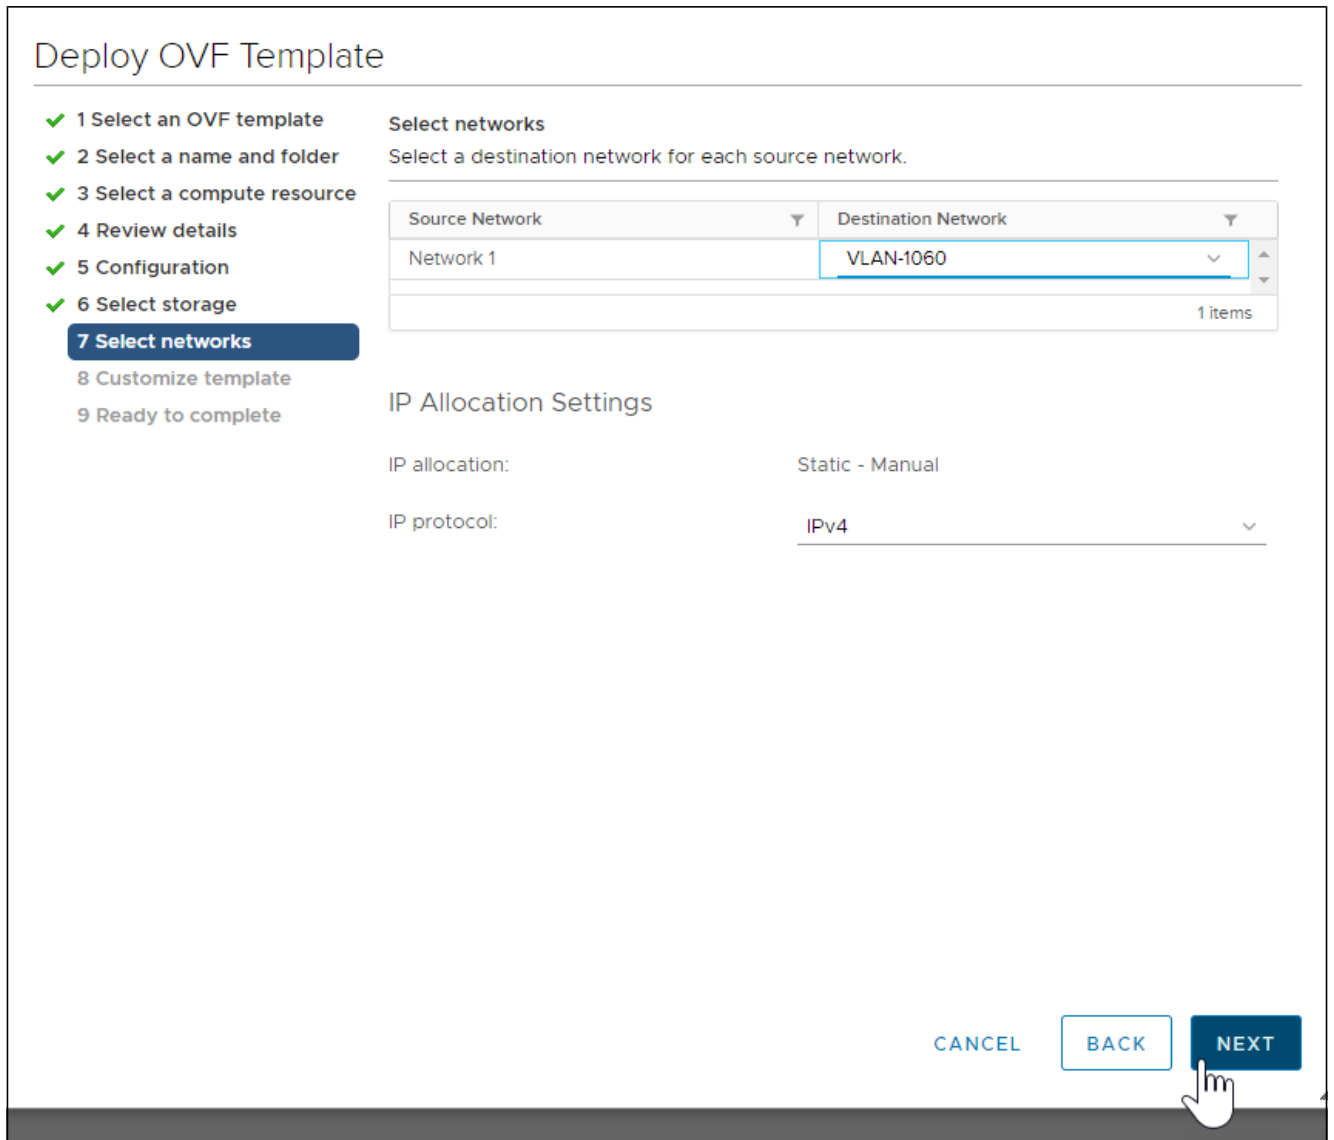 Deploy OVF Template
1 Select an OVF template
2 Select a name and folder
3 Select a compute resource
4 Review details
5 Configuration
6 Select storage
7 Select networks
8 Customize template
9 Ready to complete
Select networks
Select a destination network for each source network.
Source Network Destination Network
Network 1 VLAN-1060
1 items
IP Allocation Settings
IP allocation: Static - Manual
IP protocol: IPv4
CANCEL BACK NEXT